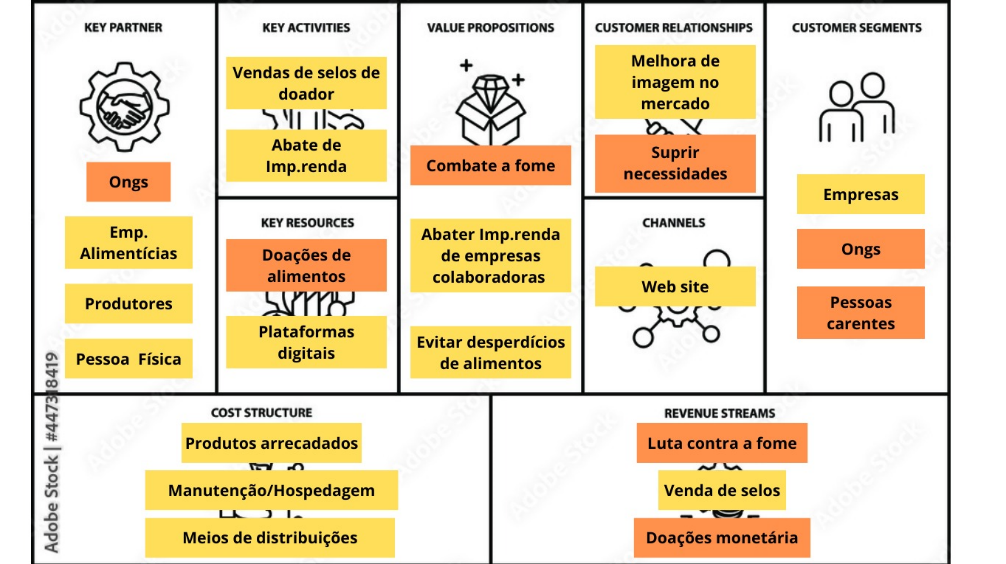 KEY PARTNER
Ongs
Emp.
Alimentícias
Produtores
Pessoa Física
KEY ACTIVITIES
Vendas de selos de
doador
Abate de
Imp.renda
KEY RESOURCES
Doações de
alimentos
Plataformas
digitais
VALUE PROPOSITIONS
Combate a fome
Abater Imp.renda
de empresas
colaboradoras
Evitar desperdícios
de alimentos
CUSTOMER RELATIONSHIPS
Melhora de
imagem no
mercado
Suprir
necessidades
CHANNELS
Web site
CUSTOMER SEGMENTS
Empresas
Ongs
Pessoas
carentes
COST STRUCTURE
Produtos arrecadados
Manutenção/Hospedagem
Meios de distribuições
REVENUE STREAMS
Luta contra a fome
Venda de selos
Doações monetária
Adobe Stock | #447318419